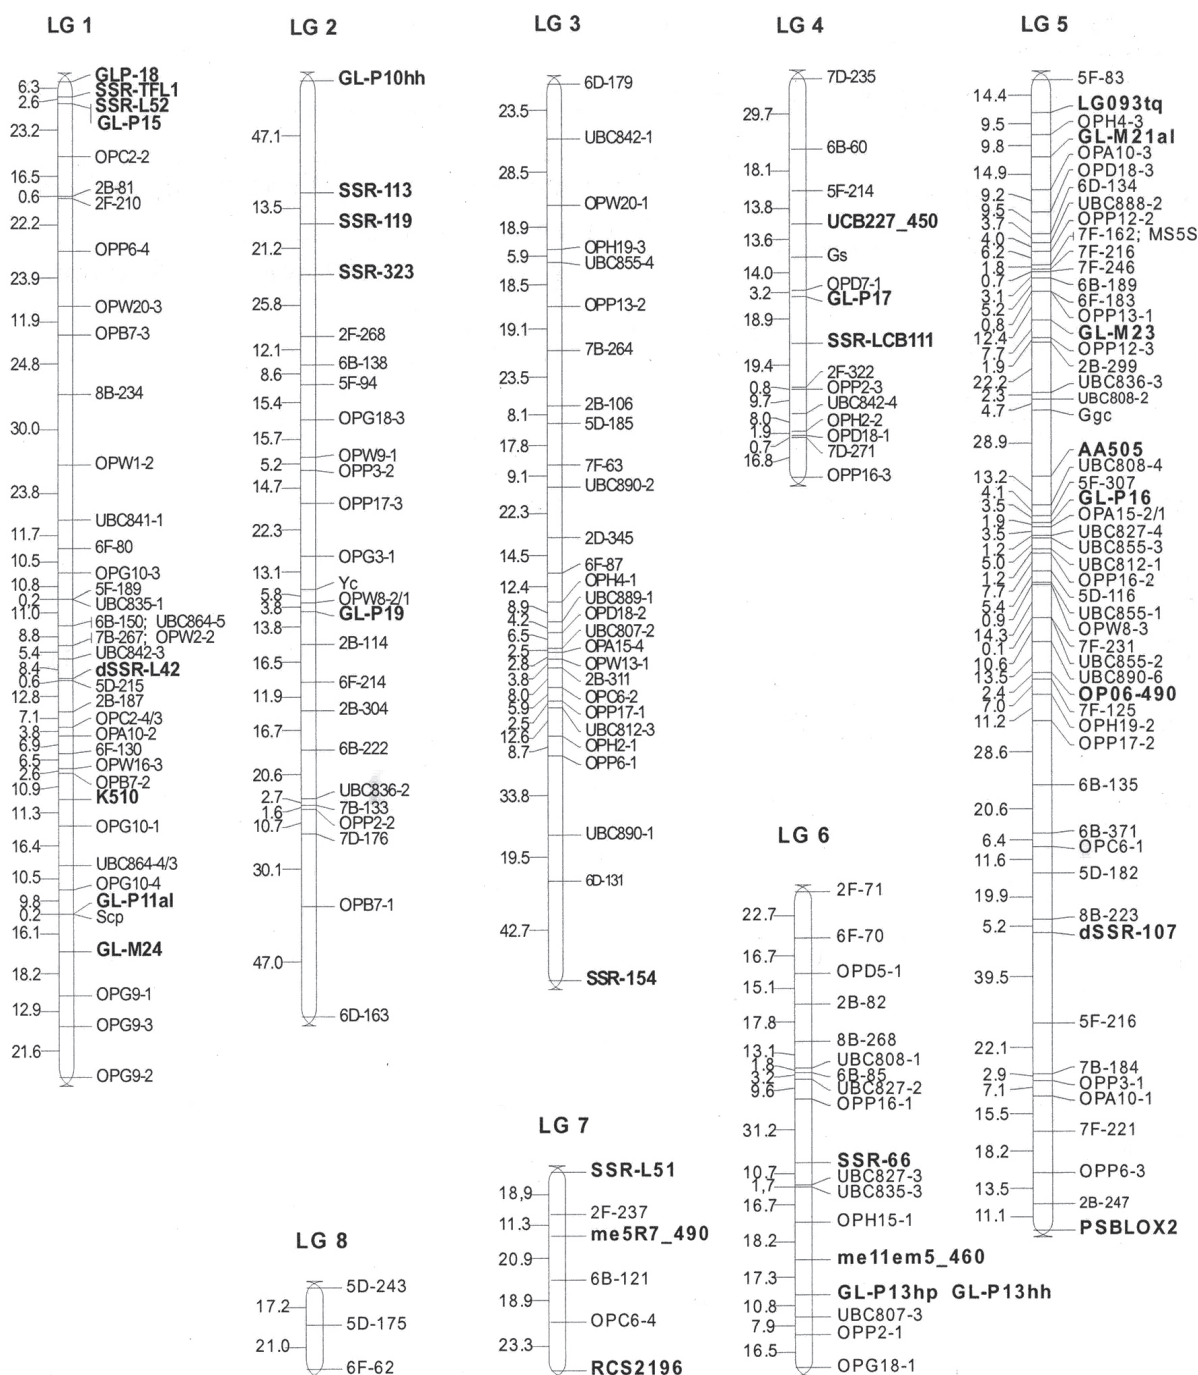 LG 1
GLP-18
6.3
SSR-TFL1
2.6
SSR-L52
GL-P15
23.2
OPC2-2
16.5
2B-81
0.6
2F-210
22.2
OPP6-4
23.9
OPW20-3
11.9
OPB7-3
24.8
8B-234
30.0
OPW1-2
23.8
UBC841-1
11.7
6F-80
10.5
OPG10-3
10.8
5F-189
0.2
UBC835-1
11.0
6B-150; UBC864-5
8.8
7B-267; OPW2-2
5.4
UBC842-3
8.4
dSSR-L42
0.6
5D-215
12.8
2B-187
7.1
OPC2-4/3
3.8
OPA10-2
6.9
6F-130
6.5
OPW16-3
2.6
OPB7-2
10.9
K510
11.3
OPG10-1
16.4
UBC864-4/3
10.5
OPG10-4
9.8
GL-P11al
0.2
Scp
16.1
GL-M24
18.2
OPG9-1
12.9
OPG9-3
21.6
OPG9-2
LG 2
GL-P10hh
47.1
SSR-113
13.5
SSR-119
21.2
SSR-323
25.8
2F-268
12.1
6B-138
8.6
5F-94
15.4
OPG18-3
15.7
OPW9-1
5.2
OPP3-2
14.7
OPP17-3
22.3
OPG3-1
13.1
Yc
5.8
OPW8-2/1
3.8
GL-P19
13.8
2B-114
16.5
6F-214
11.9
2B-304
16.7
6B-222
20.6
UBC836-2
2.7
7B-133
1.6
OPP2-2
10.7
7D-176
30.1
OPB7-1
47.0
6D-163
LG 3
6D-179
23.5
UBC842-1
28.5
OPW20-1
18.9
OPH19-3
5.9
UBC855-4
18.5
OPP13-2
19.1
7B-264
23.5
2B-106
8.1
5D-185
17.8
7F-63
9.1
UBC890-2
22.3
2D-345
14.5
6F-87
12.4
OPH4-1
8.9
UBC889-1
4.2
OPD18-2
6.5
UBC807-2
2.5
OPA15-4
2.8
OPW13-1
3.8
2B-311
8.0
OPC6-2
5.9
OPP17-1
2.5
UBC812-3
12.6
OPH2-1
8.7
OPP6-1
33.8
UBC890-1
19.5
6D-131
42.7
SSR-154
LG 4
7D-235
29.7
6B-60
18.1
5F-214
13.8
UCB227_450
13.6
Gs
14.0
OPD7-1
3.2
GL-P17
18.9
SSR-LCB111
19.4
2F-322
0.8
OPP2-3
9.7
UBC842-4
8.0
OPH2-2
1.9
OPD18-1
0.7
7D-271
16.8
OPP16-3
LG 5
5F-83
14.4
LG093tq
9.5
OPH4-3
9.8
GL-M21al
OPA10-3
14.9
OPD18-3
9.2
6D-134
9.5
UBC888-2
3.7
OPP12-2
4.0
7F-162; MS5S
6.2
7F-216
1.8
7F-246
0.7
6B-189
3.1
6F-183
5.2
OPP13-1
0,8
GL-M23
12.4
OPP12-3
7.7
2B-299
1.9
UBC836-3
22.2
UBC808-2
2.3
Ggc
4.7
28.9
AA505
UBC808-4
13.2
5F-307
4.1
GL-P16
3.5
OPA15-2/1
1.9
UBC827-4
3.5
UBC855-3
1.2
UBC812-1
5.0
OPP16-2
1.2
5D-116
7.7
UBC855-1
5.4
OPW8-3
0.9
7F-231
14.3
UBC855-2
0.1
UBC890-6
10.6
OP06-490
13.5
7F-125
2.4
OPH19-2
7.0
OPP17-2
11.2
28.6
6B-135
20.6
6B-371
6.4
OPC6-1
11.6
5D-182
19.9
8B-223
5.2
dSSR-107
39.5
5F-216
22.1
7B-184
2.9
OPP3-1
7.1
OPA10-1
15.5
7F-221
18.2
OPP6-3
13.5
2B-247
11.1
PSBLOX2
LG 6
2F-71
22.7
6F-70
16.7
OPD5-1
15.1
2B-82
17.8
8B-268
13.1
UBC808-1
1.8
6B-85
3.2
UBC827-2
9.6
OPP16-1
31.2
SSR-66
10.7
UBC827-3
1,7
UBC835-3
16.7
OPH15-1
18.2
me11em5_460
17.3
GL-P13hp GL-P13hh
10.8
UBC807-3
7.9
OPP2-1
16.5
OPG18-1
LG 7
SSR-L51
18,9
2F-237
11.3
me5R7_490
20.9
6B-121
18.9
OPC6-4
23.3
RCS2196
LG 8
5D-243
17.2
5D-175
21.0
6F-62